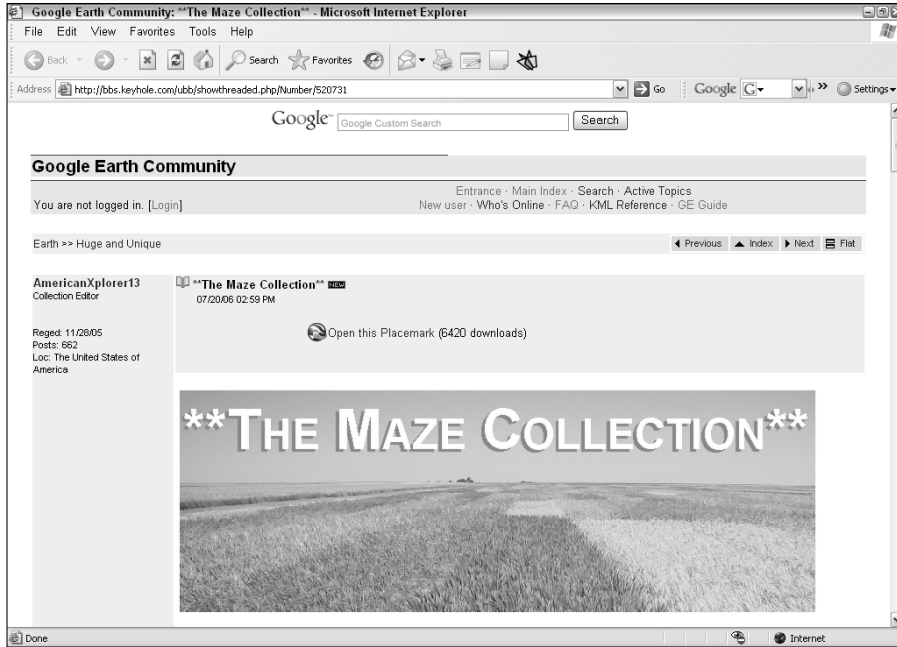 Google Earth Community: **The Maze Collection** - Microsoft Internet Explorer
File Edit View Favorites Tools Help
Back Search Favorites
Address http://bbs.keyhole.com/ubb/showthreaded.php/Number/520731 Go Google G Settings
Google™ Google Custom Search Search
Google Earth Community
Entrance · Main Index · Search · Active Topics
You are not logged in. [Login] New user · Who's Online · FAQ · KML Reference · GE Guide
Earth >> Huge and Unique Previous Index Next Flat
AmericanXplorer13 **The Maze Collection** NEW
Collection Editor 07/20/06 02:59 PM
Reged: 11/28/05 Open this Placemark (6420 downloads)
Posts: 662
Loc: The United States of
America
**The Maze Collection**
Done Internet